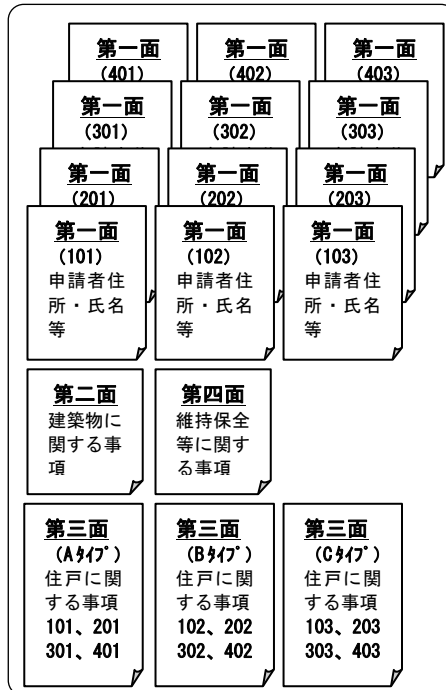 第一面 第一面 第一面
(401) (402) (403)
第一面 第一面 第一面
(301) (302) (303)
第一面 第一面 第一面
(201) (202) (203)
第一面
(101)
申請者住
所・氏名
等
第一面
(102)
申請者住
所・氏名
等
第一面
(103)
申請者住
所・氏名
等
第二面
建築物に
関する事
項
第四面
維持保全
等に関す
る事項
第三面
(Aﾀｲﾌﾟ)
住戸に関
する事項
101、201
301、401
第三面
(Bﾀｲﾌﾟ)
住戸に関
する事項
102、202
302、402
第三面
(Cﾀｲﾌﾟ)
住戸に関
する事項
103、203
303、403